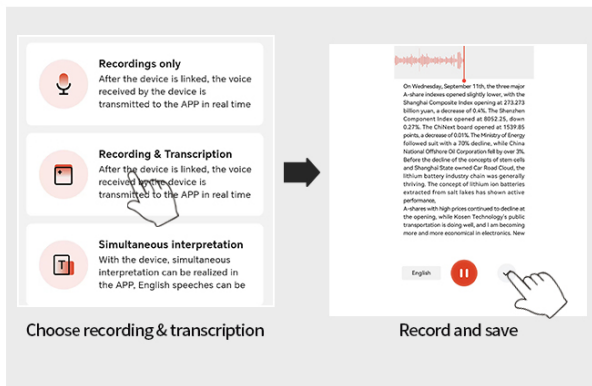 Recordings only
After the device is linked, the voice
received by the device is
transmitted to the APP in real time
Recording & Transcription
After the device is linked, the voice
received by the device is
transmitted to the APP in real time
Simultaneous interpretation
With the device, simultaneous
interpretation can be realized in
the APP, English speeches can be
Choose recording & transcription
On Wednesday, September 11th, the three major
A-share indexes opened slightly lower, with the
Shanghai Composite Index opening at 273.273
billion yuan, a decrease of 0.4%. The Shenzhen
Component Index opened at 8052.25, down
0.27%. The ChiNext board opened at 1539.85
points, a decrease of 0.01%. The Ministry of Energy
followed suit with a 70% decline, while China
National Offshore Oil Corporation fell by over 3%.
Before the decline of the concepts of stem cells
and Shanghai State owned Car Road Cloud, the
lithium battery industry chain was generally
thriving. The concept of lithium ion batteries
extracted from salt lakes has shown active
performance,
A-shares with high prices continued to decline at
the opening, while Kosen Technology's public
transportation is doing well, and I am becoming
more and more economical in electronics. New
English
Record and save